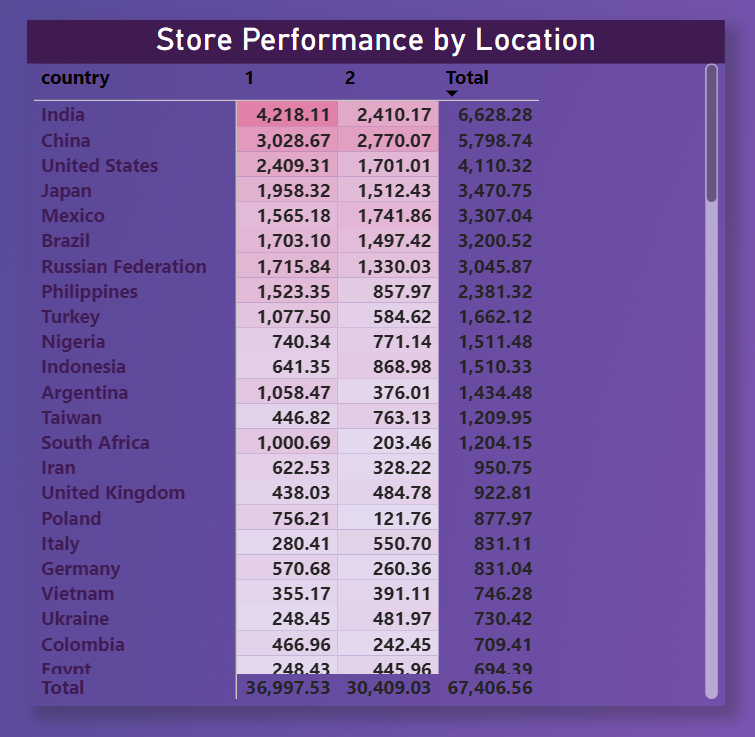 Store Performance by Location
country 1 2 Total
India 4,218.11 2,410.17 6,628.28
China 3,028.67 2,770.07 5,798.74
United States 2,409.31 1,701.01 4,110.32
Japan 1,958.32 1,512.43 3,470.75
Mexico 1,565.18 1,741.86 3,307.04
Brazil 1,703.10 1,497.42 3,200.52
Russian Federation 1,715.84 1,330.03 3,045.87
Philippines 1,523.35 857.97 2,381.32
Turkey 1,077.50 584.62 1,662.12
Nigeria 740.34 771.14 1,511.48
Indonesia 641.35 868.98 1,510.33
Argentina 1,058.47 376.01 1,434.48
Taiwan 446.82 763.13 1,209.95
South Africa 1,000.69 203.46 1,204.15
Iran 622.53 328.22 950.75
United Kingdom 438.03 484.78 922.81
Poland 756.21 121.76 877.97
Italy 280.41 550.70 831.11
Germany 570.68 260.36 831.04
Vietnam 355.17 391.11 746.28
Ukraine 248.45 481.97 730.42
Colombia 466.96 242.45 709.41
Egypt 248.43 445.96 694.39
Total 36,997.53 30,409.03 67,406.56